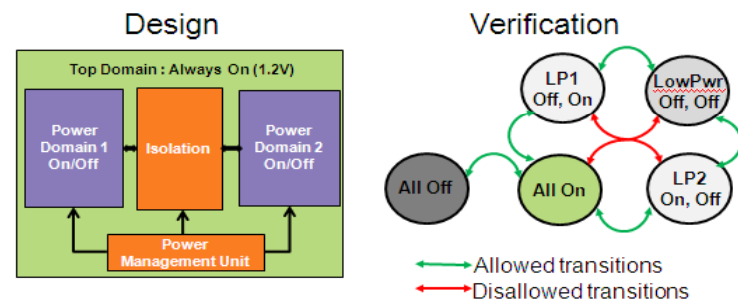 Design
Verification
Top Domain : Always On (1.2V)
Power
Domain 1
On/Off
Isolation
Power
Domain 2
On/Off
Power
Management Unit
LP1
Off, On
LowPwr
Off, Off
All Off
All On
LP2
On, Off
Allowed transitions
Disallowed transitions